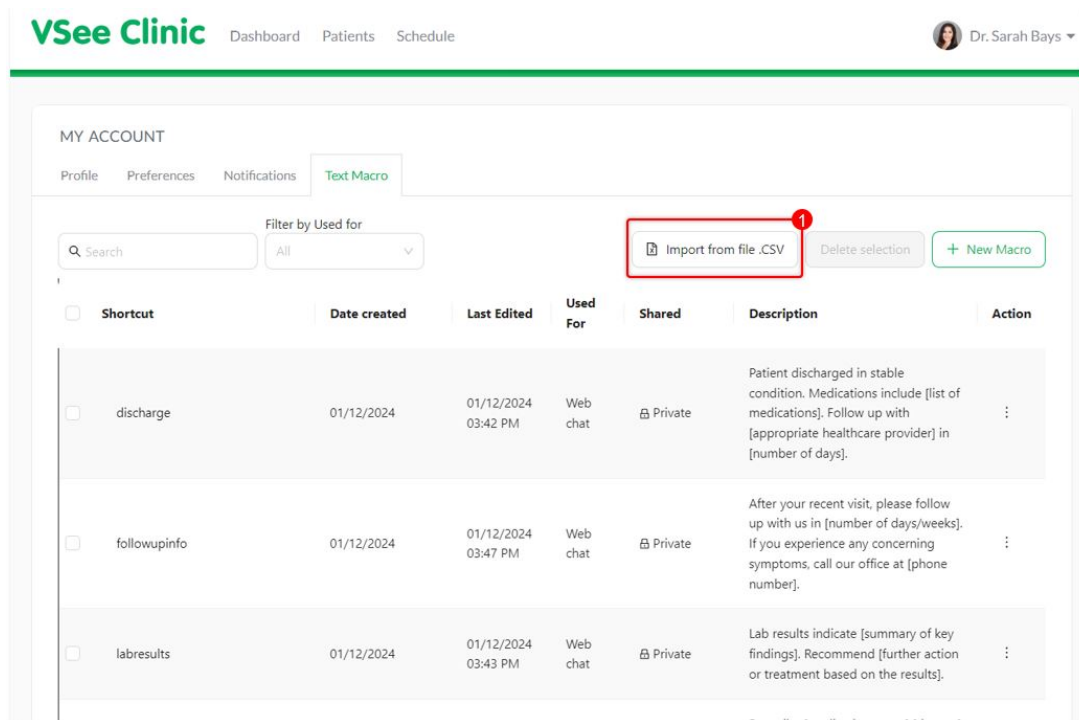 VSee Clinic Dashboard Patients Schedule Dr. Sarah Bays
MY ACCOUNT
Profile Preferences Notifications Text Macro
Filter by Used for
Search All Import from file .CSV 1 Delete selection + New Macro
Shortcut Date created Last Edited Used For Shared Description Action
discharge 01/12/2024 01/12/2024 03:42 PM Web chat Private
Patient discharged in stable
condition. Medications include [list of
medications]. Follow up with
[appropriate healthcare provider] in
[number of days].
followupinfo 01/12/2024 01/12/2024 03:47 PM Web chat Private
After your recent visit, please follow
up with us in [number of days/weeks].
If you experience any concerning
symptoms, call our office at [phone
number].
labresults 01/12/2024 01/12/2024 03:43 PM Web chat Private
Lab results indicate [summary of key
findings]. Recommend [further action
or treatment based on the results].